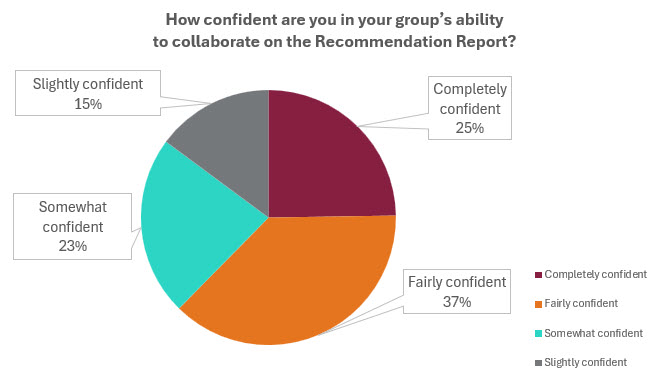 How confident are you in your group's ability
to collaborate on the Recommendation Report?
Slightly confident
15%
Completely
confident
25%
Somewhat
confident
23%
Fairly confident
37%
Completely confident
Fairly confident
Somewhat confident
Slightly confident